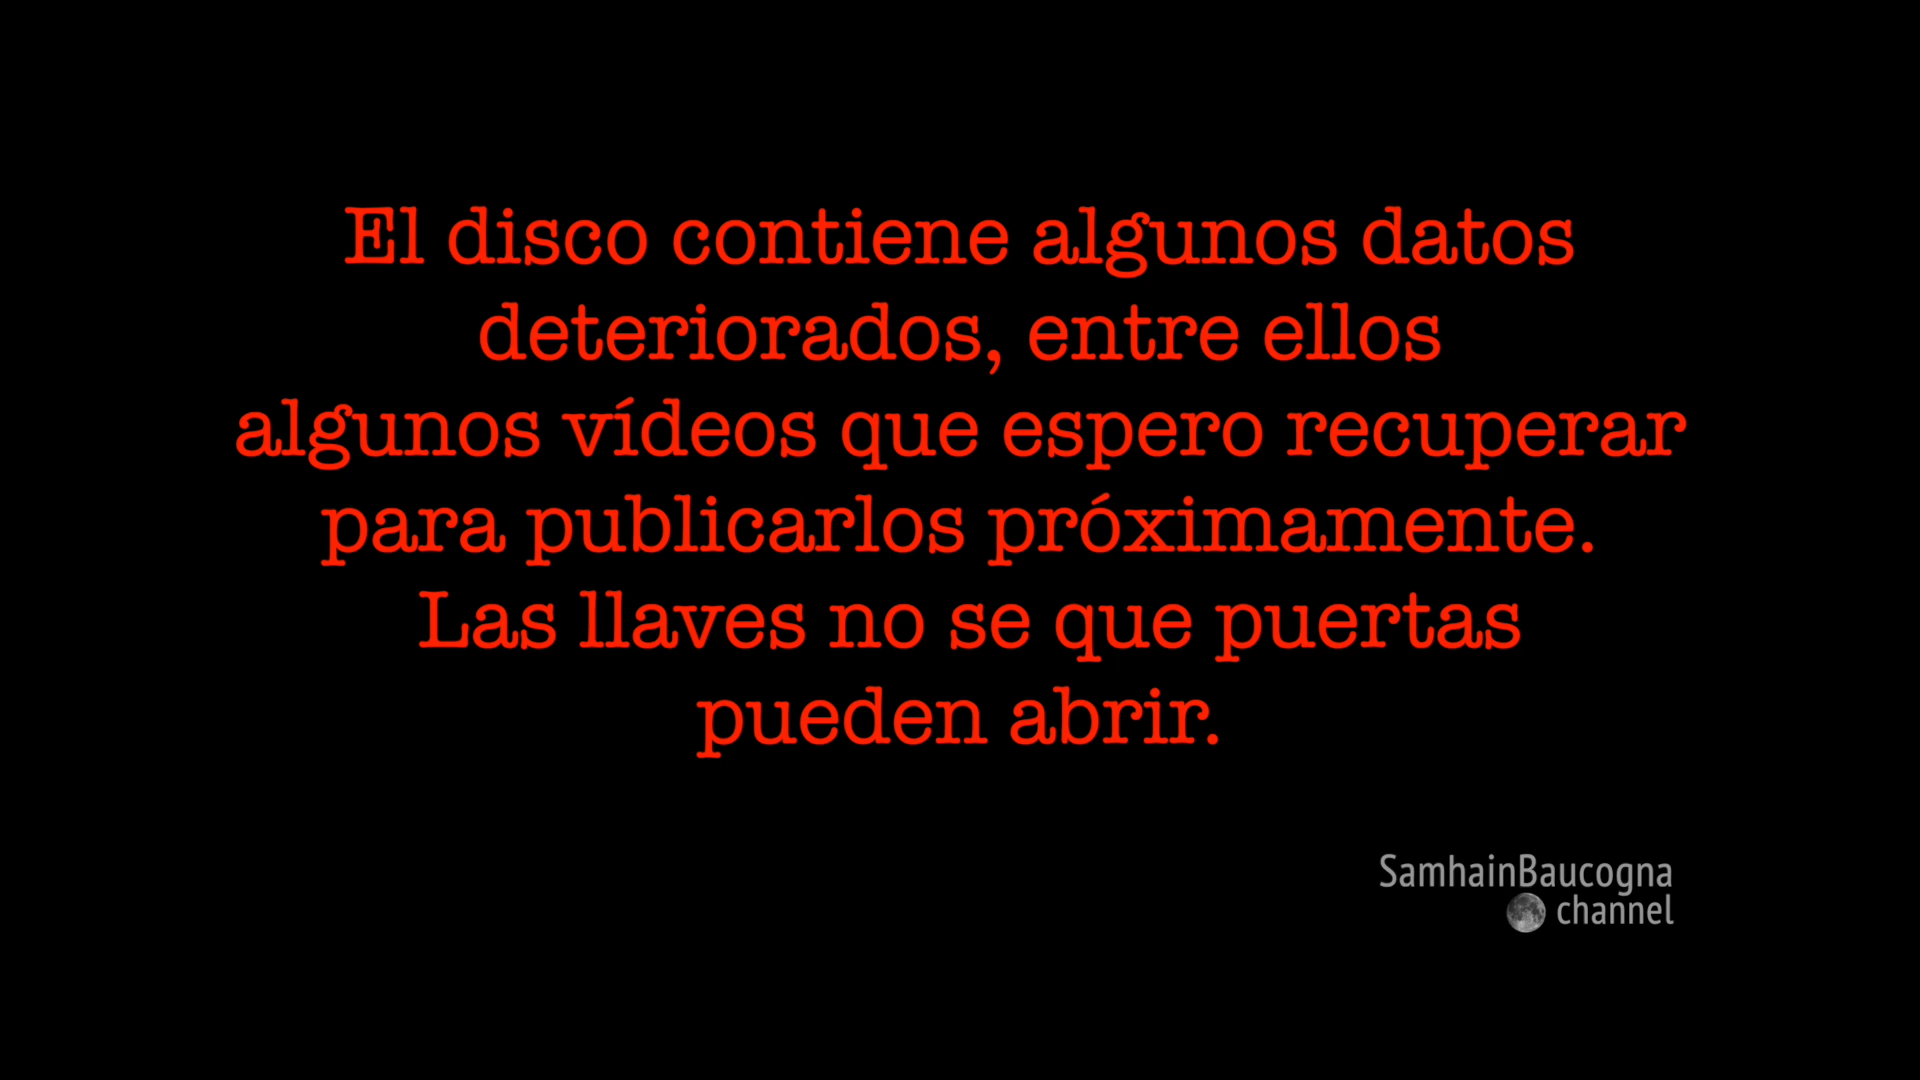 El disco contiene algunos datos
deteriorados, entre ellos
algunos vídeos que espero recuperar
para publicarlos próximamente.
Las llaves no se que puertas
pueden abrir.
SamhainBaucogna
channel